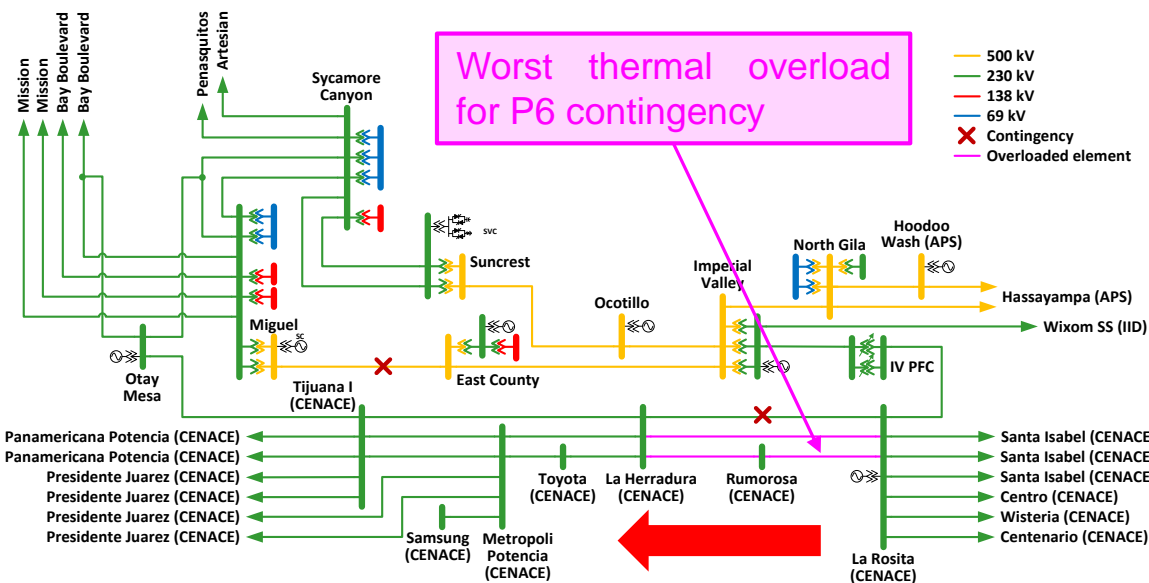 Mission
Mission
Bay Boulevard
Bay Boulevard
Penasquitos
Artesian
Sycamore
Canyon
Worst thermal overload
for P6 contingency
500 kV
230 kV
138 kV
69 kV
Contingency
Overloaded element
SVC
Suncrest
Ocotillo
Imperial
Valley
North Gila
Hoodoo
Wash (APS)
Hassayampa (APS)
Wixom SS (IID)
Miguel
SC
East County
IV PFC
Otay
Mesa
Tijuana I
(CENACE)
Panamericana Potencia (CENACE)
Panamericana Potencia (CENACE)
Presidente Juarez (CENACE)
Presidente Juarez (CENACE)
Presidente Juarez (CENACE)
Presidente Juarez (CENACE)
Samsung
(CENACE)
Metropoli
Potencia
(CENACE)
Toyota
(CENACE)
La Herradura
(CENACE)
Rumorosa
(CENACE)
La Rosita
(CENACE)
Santa Isabel (CENACE
Santa Isabel (CENACE
Santa Isabel (CENACE
Centro (CENACE)
Wisteria (CENACE)
Centenario (CENACE)